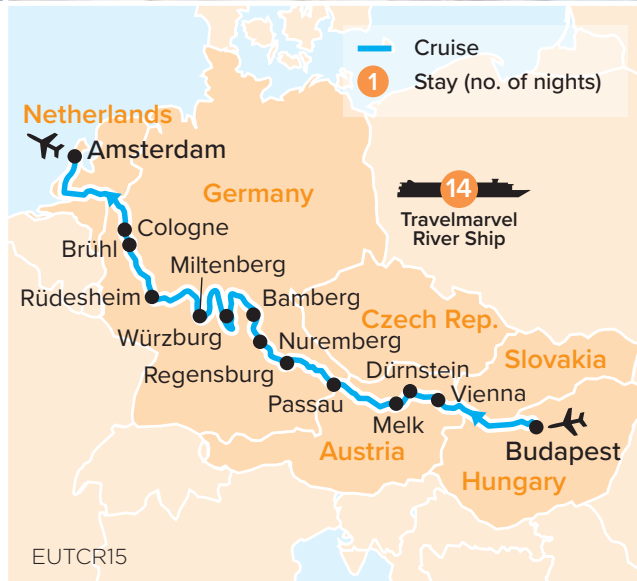 Cruise
1
Stay (no. of nights)
Netherlands
Amsterdam
Germany
14
Travelmarvel
River Ship
Cologne
Brühl
Miltenberg
Rüdesheim
Bamberg
Czech Rep.
Würzburg
Nuremberg
Slovakia
Regensburg
Dürnstein
Passau
Vienna
Melk
Austria
Budapest
Hungary
EUTCR15